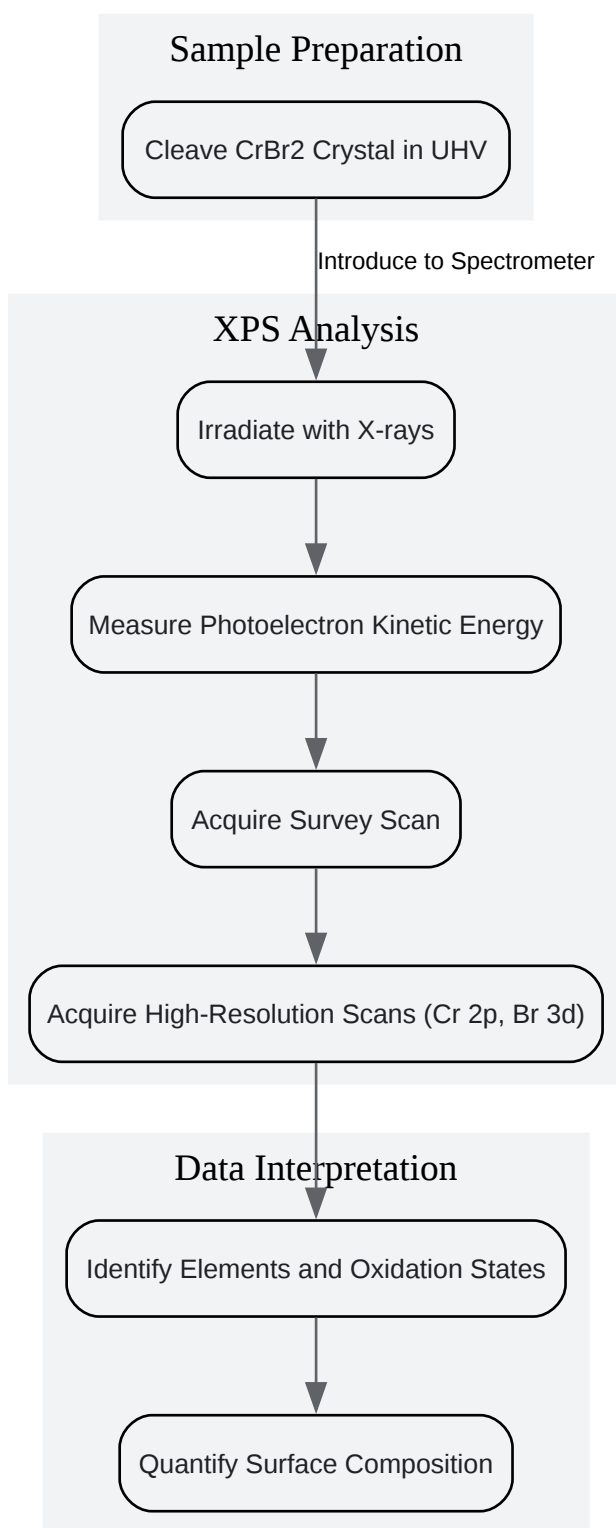 Sample Preparation
Cleave CrBr2 Crystal in UHV
Introduce to Spectrometer
XPS Analysis
Irradiate with X-rays
Measure Photoelectron Kinetic Energy
Acquire Survey Scan
Acquire High-Resolution Scans (Cr 2p, Br 3d)
Data Interpretation
Identify Elements and Oxidation States
Quantify Surface Composition